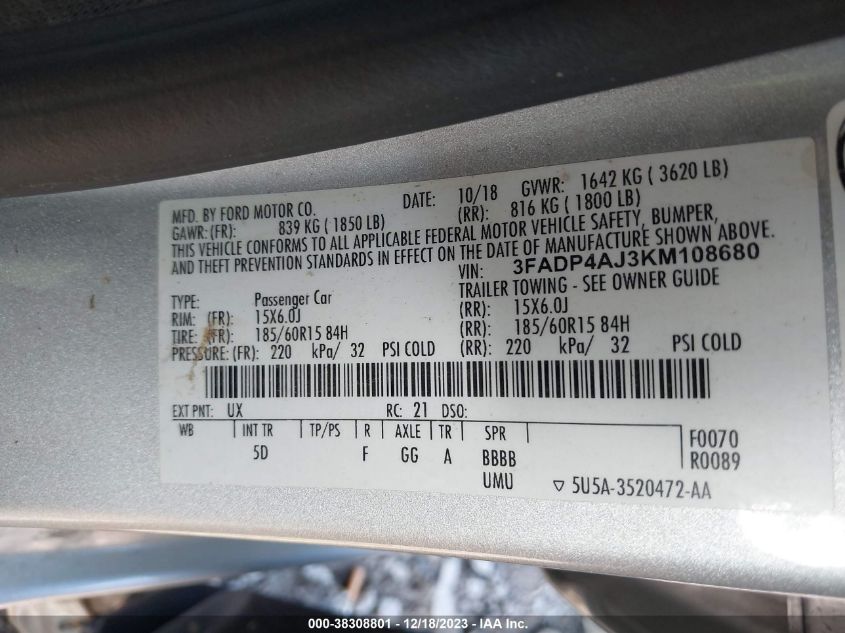 MFD. BY FORD MOTOR CO. DATE: 10/18 GVWR: 1642 KG ( 3620 LB)
GAWR: (FR): 839 KG ( 1850 LB) (RR): 816 KG ( 1800 LB)
THIS VEHICLE CONFORMS TO ALL APPLICABLE FEDERAL MOTOR VEHICLE SAFETY, BUMPER,
AND THEFT PREVENTION STANDARDS IN EFFECT ON THE DATE OF MANUFACTURE SHOWN ABOVE.
VIN: 3FADP4AJ3KM108680
TYPE: Passenger Car TRAILER TOWING - SEE OWNER GUIDE
RIM: (FR): 15X6.0J (RR): 15X6.0J
TIRE: (FR): 185/60R15 84H (RR): 185/60R15 84H
PRESSURE: (FR): 220 kPa/ 32 PSI COLD (RR): 220 kPa/ 32 PSI COLD
EXT PNT: UX RC: 21 DSO:
WB INT TR TP/PS R AXLE TR SPR F0070
5D F GG A BBBB R0089
UMU ▽ 5U5A-3520472-AA
000-38308801 - 12/18/2023 - IAA Inc.